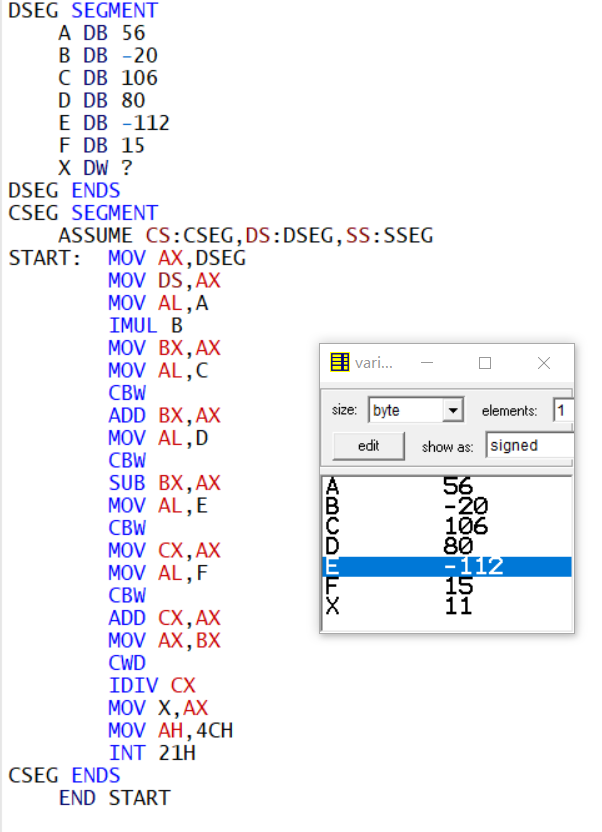 DSEG SEGMENT
A DB 56
B DB -20
C DB 106
D DB 80
E DB -112
F DB 15
X DW ?
DSEG ENDS
CSEG SEGMENT
ASSUME CS:CSEG,DS:DSEG,SS:SSEG
START: MOV AX,DSEG
MOV DS,AX
MOV AL,A
IMUL B
MOV BX,AX
MOV AL,C
CBW
ADD BX,AX
MOV AL,D
CBW
SUB BX,AX
MOV AL,E
CBW
MOV CX,AX
MOV AL,F
CBW
ADD CX,AX
MOV AX,BX
CWD
IDIV CX
MOV X,AX
MOV AH,4CH
INT 21H
CSEG ENDS
END START
vari...
size: byte elements: 1
edit show as: signed
A 56
B -20
C 106
D 80
E -112
F 15
X 11